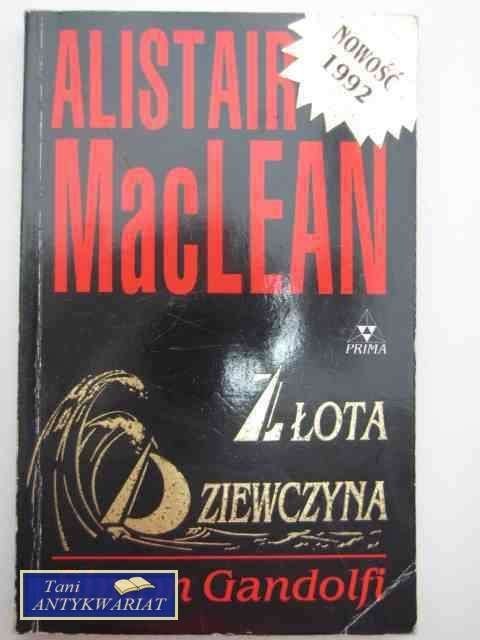 ALISTAIR
NOWOŚĆ
1992
MacLEAN
PRIMA
ZŁOTA
DZIEWCZYNA
Gandolfi
Tani
ANTYKWARIAT